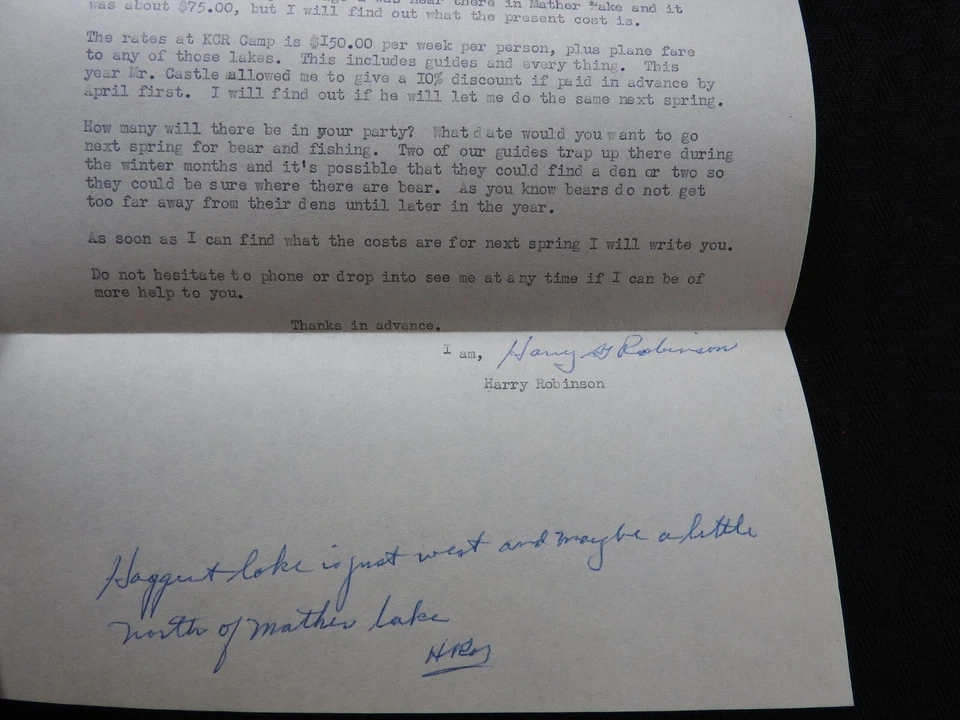 I was near there in Mather Lake and it
was about $75.00, but I will find out what the present cost is.
The rates at KCR Camp is $150.00 per week per person, plus plane fare
to any of those lakes. This includes guides and every thing. This
year Mr. Castle allowed me to give a 10% discount if paid in advance by
April first. I will find out if he will let me do the same next spring.
How many will there be in your party? What date would you want to go
next spring for bear and fishing. Two of our guides trap up there during
the winter months and it's possible that they could find a den or two so
they could be sure where there are bear. As you know bears do not get
too far away from their dens until later in the year.
As soon as I can find what the costs are for next spring I will write you.
Do not hesitate to phone or drop into see me at any time if I can be of
more help to you.
Thanks in advance.
I am, Harry G Robinson
Harry Robinson
Haggert lake is just west and maybe a little
north of Mather lake